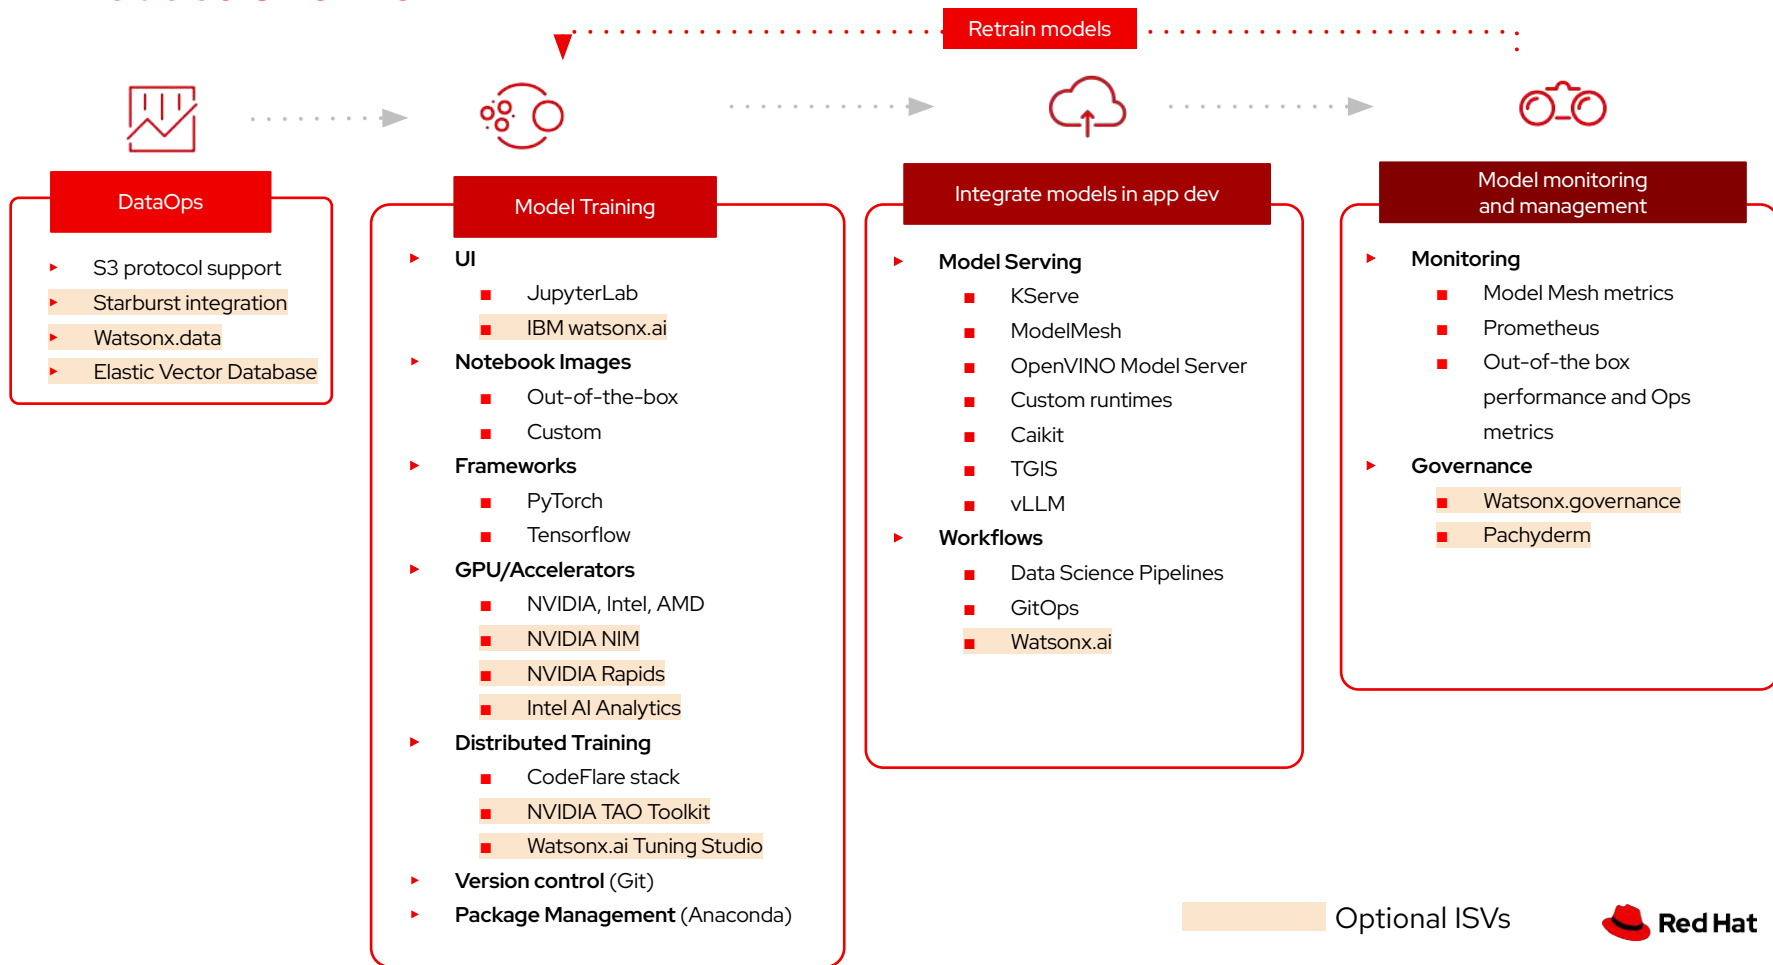 Retrain models
DataOps
S3 protocol support
Starburst integration
Watsonx.data
Elastic Vector Database
Model Training
UI
JupyterLab
IBM watsonx.ai
Notebook Images
Out-of-the-box
Custom
Frameworks
PyTorch
Tensorflow
GPU/Accelerators
NVIDIA, Intel, AMD
NVIDIA NIM
NVIDIA Rapids
Intel AI Analytics
Distributed Training
CodeFlare stack
NVIDIA TAO Toolkit
Watsonx.ai Tuning Studio
Version control (Git)
Package Management (Anaconda)
Integrate models in app dev
Model Serving
KServe
ModelMesh
OpenVINO Model Server
Custom runtimes
Caikit
TGIS
vLLM
Workflows
Data Science Pipelines
GitOps
Watsonx.ai
Model monitoring
and management
Monitoring
Model Mesh metrics
Prometheus
Out-of-the box
performance and Ops
metrics
Governance
Watsonx.governance
Pachyderm
Optional ISVs
Red Hat